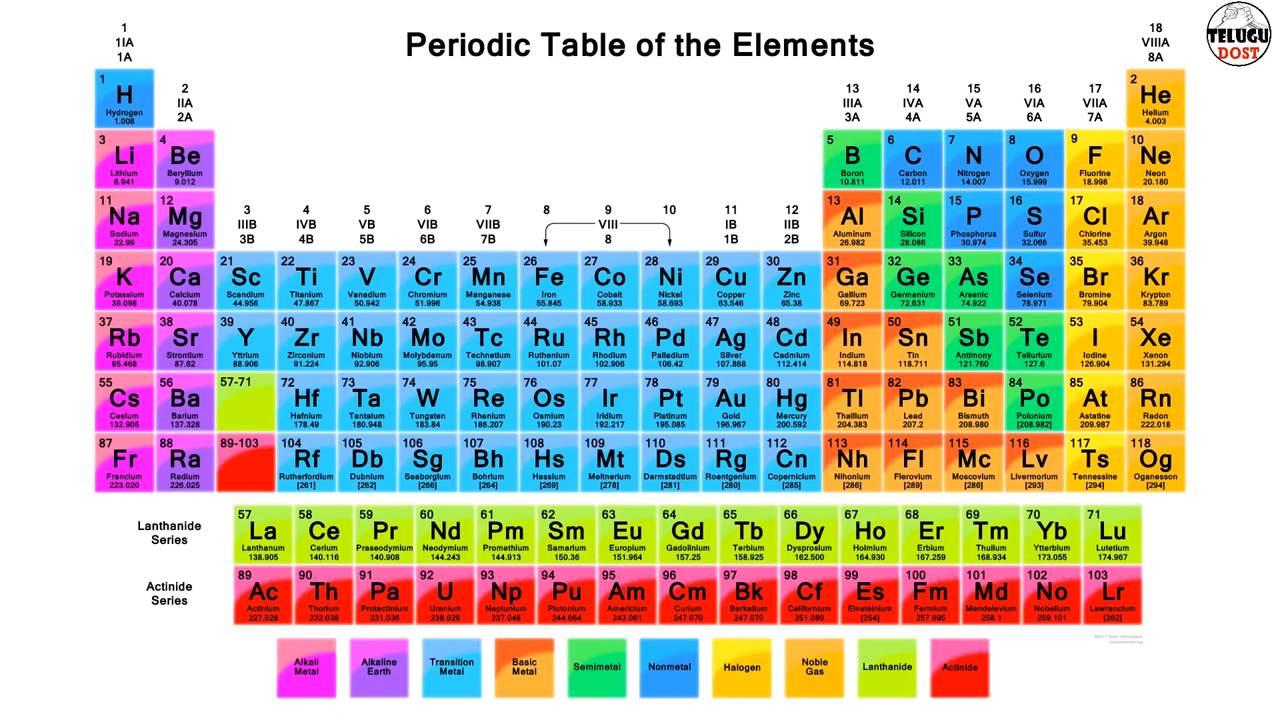 Periodic Table of the Elements
TELUGU
DOST
1
1IA
1A
18
VIIIA
8A
2
IIA
2A
13
IIIA
3A
14
IVA
4A
15
VA
5A
16
VIA
6A
17
VIIA
7A
1
H
Hydrogen
1.008
2
He
Helium
4.003
3
Li
Lithium
6.941
4
Be
Beryllium
9.012
5
B
Boron
10.811
6
C
Carbon
12.011
7
N
Nitrogen
14.007
8
O
Oxygen
15.999
9
F
Fluorine
18.998
10
Ne
Neon
20.180
11
Na
Sodium
22.99
12
Mg
Magnesium
24.305
3
IIIB
3B
4
IVB
4B
5
VB
5B
6
VIB
6B
7
VIIB
7B
8
9
10
VIII
8
11
IB
1B
12
IIB
2B
13
Al
Aluminum
26.982
14
Si
Silicon
28.086
15
P
Phosphorus
30.974
16
S
Sulfur
32.066
17
Cl
Chlorine
35.453
18
Ar
Argon
39.948
19
K
Potassium
39.098
20
Ca
Calcium
40.078
21
Sc
Scandium
44.956
22
Ti
Titanium
47.867
23
V
Vanadium
50.942
24
Cr
Chromium
51.996
25
Mn
Manganese
54.938
26
Fe
Iron
55.845
27
Co
Cobalt
58.933
28
Ni
Nickel
58.693
29
Cu
Copper
63.546
30
Zn
Zinc
65.38
31
Ga
Gallium
69.723
32
Ge
Germanium
72.631
33
As
Arsenic
74.922
34
Se
Selenium
78.971
35
Br
Bromine
79.904
36
Kr
Krypton
83.789
37
Rb
Rubidium
85.468
38
Sr
Strontium
87.62
39
Y
Yttrium
88.906
40
Zr
Zirconium
91.224
41
Nb
Niobium
92.906
42
Mo
Molybdenum
95.95
43
Tc
Technetium
98.907
44
Ru
Ruthenium
101.07
45
Rh
Rhodium
102.906
46
Pd
Palladium
106.42
47
Ag
Silver
107.868
48
Cd
Cadmium
112.414
49
In
Indium
114.818
50
Sn
Tin
118.711
51
Sb
Antimony
121.760
52
Te
Tellurium
127.6
53
I
Iodine
126.904
54
Xe
Xenon
131.294
55
Cs
Cesium
132.905
56
Ba
Barium
137.328
57-71
72
Hf
Hafnium
178.49
73
Ta
Tantalum
180.948
74
W
Tungsten
183.84
75
Re
Rhenium
186.207
76
Os
Osmium
190.23
77
Ir
Iridium
192.217
78
Pt
Platinum
195.085
79
Au
Gold
196.967
80
Hg
Mercury
200.592
81
Tl
Thallium
204.383
82
Pb
Lead
207.2
83
Bi
Bismuth
208.980
84
Po
Polonium
[208.982]
85
At
Astatine
209.987
86
Rn
Radon
222.018
87
Fr
Francium
223.020
88
Ra
Radium
226.025
89-103
104
Rf
Rutherfordium
[261]
105
Db
Dubnium
[262]
106
Sg
Seaborgium
[266]
107
Bh
Bohrium
[264]
108
Hs
Hassium
[269]
109
Mt
Meitnerium
[278]
110
Ds
Darmstadtium
[281]
111
Rg
Roentgenium
[280]
112
Cn
Copernicium
[285]
113
Nh
Nihonium
[286]
114
Fl
Flerovium
[289]
115
Mc
Moscovium
[286]
116
Lv
Livermorium
[293]
117
Ts
Tennessine
[294]
118
Og
Oganesson
[294]
Lanthanide
Series
57
La
Lanthanum
138.905
58
Ce
Cerium
140.116
59
Pr
Praseodymium
140.908
60
Nd
Neodymium
144.243
61
Pm
Promethium
144.913
62
Sm
Samarium
150.36
63
Eu
Europium
151.964
64
Gd
Gadolinium
157.25
65
Tb
Terbium
158.925
66
Dy
Dysprosium
162.500
67
Ho
Holmium
164.930
68
Er
Erbium
167.259
69
Tm
Thulium
168.934
70
Yb
Ytterbium
173.055
71
Lu
Lutetium
174.967
Actinide
Series
89
Ac
Actinium
227.028
90
Th
Thorium
232.038
91
Pa
Protactinium
231.036
92
U
Uranium
238.029
93
Np
Neptunium
237.048
94
Pu
Plutonium
244.064
95
Am
Americium
243.061
96
Cm
Curium
247.070
97
Bk
Berkelium
247.070
98
Cf
Californium
251.080
99
Es
Einsteinium
[254]
100
Fm
Fermium
257.095
101
Md
Mendelevium
258.1
102
No
Nobelium
259.101
103
Lr
Lawrencium
[262]
Alkali
Metal
Alkaline
Earth
Transition
Metal
Basic
Metal
Semimetal
Nonmetal
Halogen
Noble
Gas
Lanthanide
Actinide